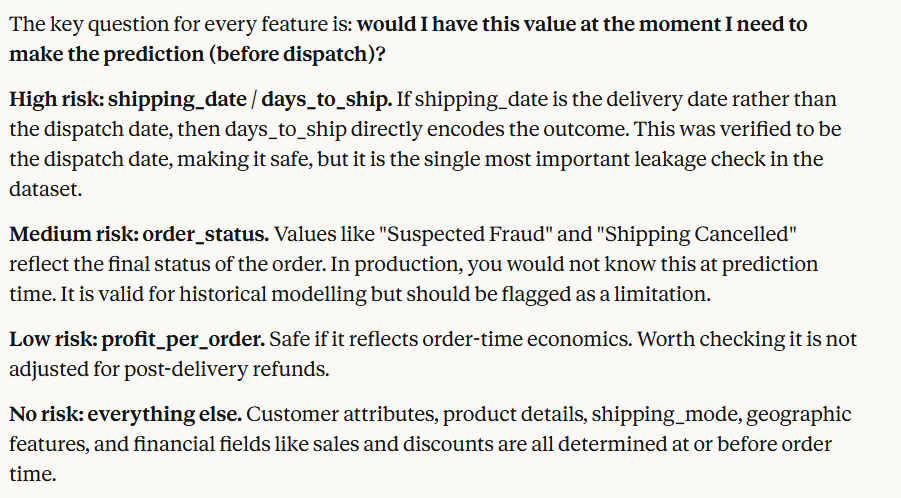 The key question for every feature is: would I have this value at the moment I need to
make the prediction (before dispatch)?
High risk: shipping_date / days_to_ship. If shipping_date is the delivery date rather than
the dispatch date, then days_to_ship directly encodes the outcome. This was verified to be
the dispatch date, making it safe, but it is the single most important leakage check in the
dataset.
Medium risk: order_status. Values like "Suspected Fraud" and "Shipping Cancelled"
reflect the final status of the order. In production, you would not know this at prediction
time. It is valid for historical modelling but should be flagged as a limitation.
Low risk: profit_per_order. Safe if it reflects order-time economics. Worth checking it is not
adjusted for post-delivery refunds.
No risk: everything else. Customer attributes, product details, shipping_mode, geographic
features, and financial fields like sales and discounts are all determined at or before order
time.